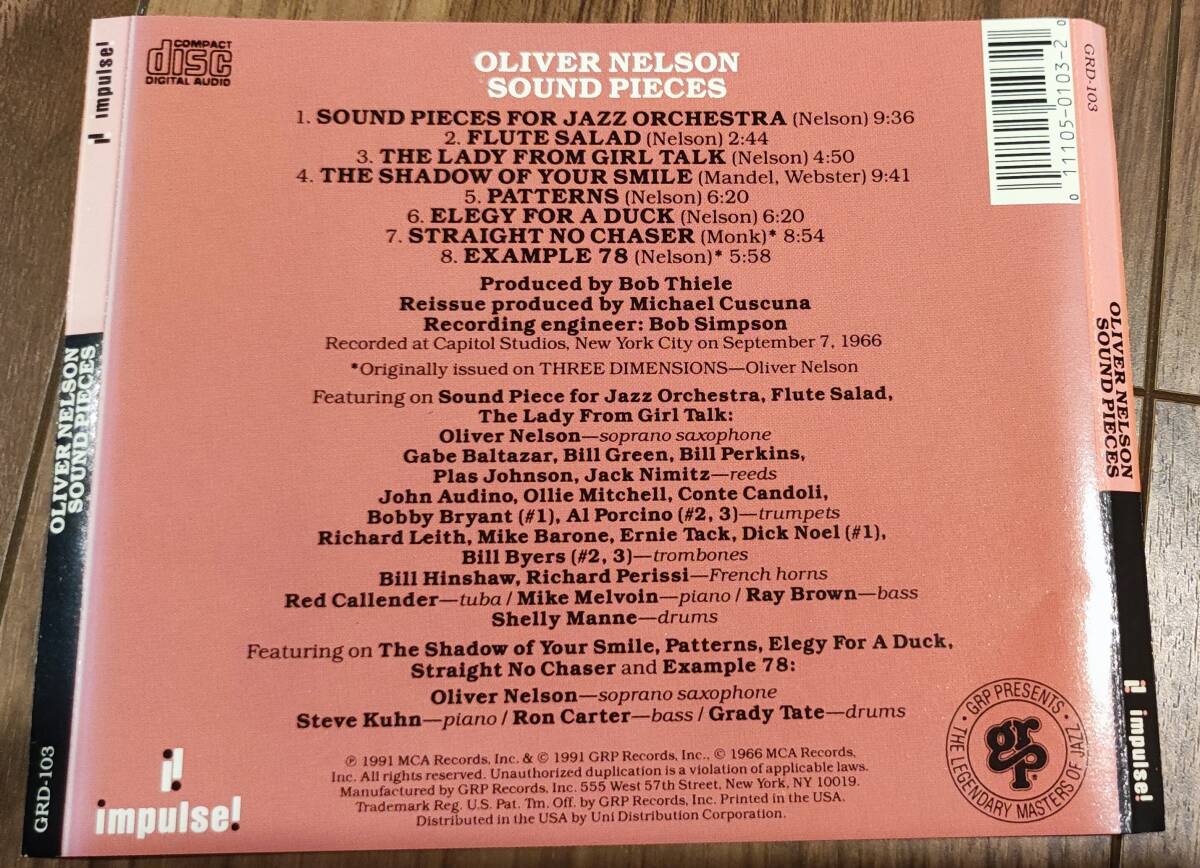 COMPACT
disc
DIGITAL AUDIO
impulse!
OLIVER NELSON
SOUND PIECES
GRD-103
OLIVER NELSON
SOUND PIECES
1. SOUND PIECES FOR JAZZ ORCHESTRA (Nelson) 9:36
2. FLUTE SALAD (Nelson) 2:44
3. THE LADY FROM GIRL TALK (Nelson) 4:50
4. THE SHADOW OF YOUR SMILE (Mandel, Webster) 9:41
5. PATTERNS (Nelson) 6:20
6. ELEGY FOR A DUCK (Nelson) 6:20
7. STRAIGHT NO CHASER (Monk)* 8:54
8. EXAMPLE 78 (Nelson)* 5:58
Produced by Bob Thiele
Reissue produced by Michael Cuscuna
Recording engineer: Bob Simpson
Recorded at Capitol Studios, New York City on September 7, 1966
*Originally issued on THREE DIMENSIONS—Oliver Nelson
Featuring on Sound Piece for Jazz Orchestra, Flute Salad,
The Lady From Girl Talk:
Oliver Nelson—soprano saxophone
Gabe Baltazar, Bill Green, Bill Perkins,
Plas Johnson, Jack Nimitz—reeds
John Audino, Ollie Mitchell, Conte Candoli,
Bobby Bryant (#1), Al Porcino (#2, 3)—trumpets
Richard Leith, Mike Barone, Ernie Tack, Dick Noel (#1),
Bill Byers (#2, 3)—trombones
Bill Hinshaw, Richard Perissi—French horns
Red Callender—tuba / Mike Melvoin—piano / Ray Brown—bass
Shelly Manne—drums
Featuring on The Shadow of Your Smile, Patterns, Elegy For A Duck,
Straight No Chaser and Example 78:
Oliver Nelson—soprano saxophone
Steve Kuhn—piano / Ron Carter—bass / Grady Tate—drums
℗ 1991 MCA Records, Inc. & © 1991 GRP Records, Inc., © 1966 MCA Records,
Inc. All rights reserved. Unauthorized duplication is a violation of applicable laws.
Manufactured by GRP Records, Inc. 555 West 57th Street, New York, NY 10019.
Trademark Reg. U.S. Pat. Tm. Off. by GRP Records, Inc. Printed in the USA.
Distributed in the USA by Uni Distribution Corporation.
impulse!
GRP PRESENTS
THE LEGENDARY MASTERS OF JAZZ
grp
0 11105-0103-2 0
GRD-103
OLIVER NELSON
SOUND PIECES
impulse!